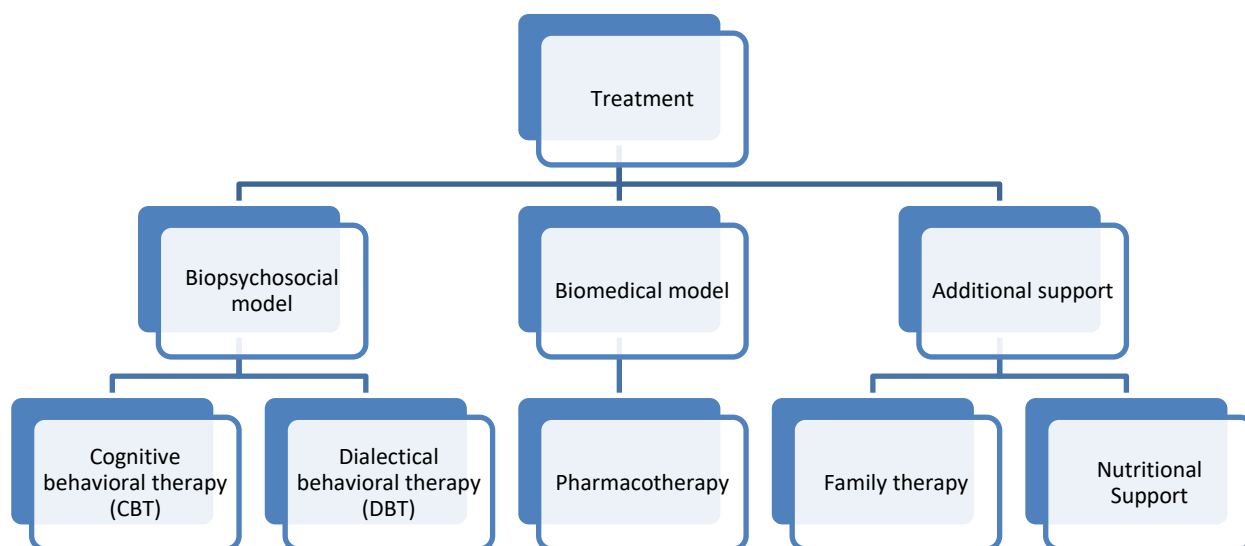 Treatment
Biopsychosocial
model
Biomedical model
Additional support
Cognitive
behavioral therapy
(CBT)
Dialectical
behavioral therapy
(DBT)
Pharmacotherapy
Family therapy
Nutritional
Support